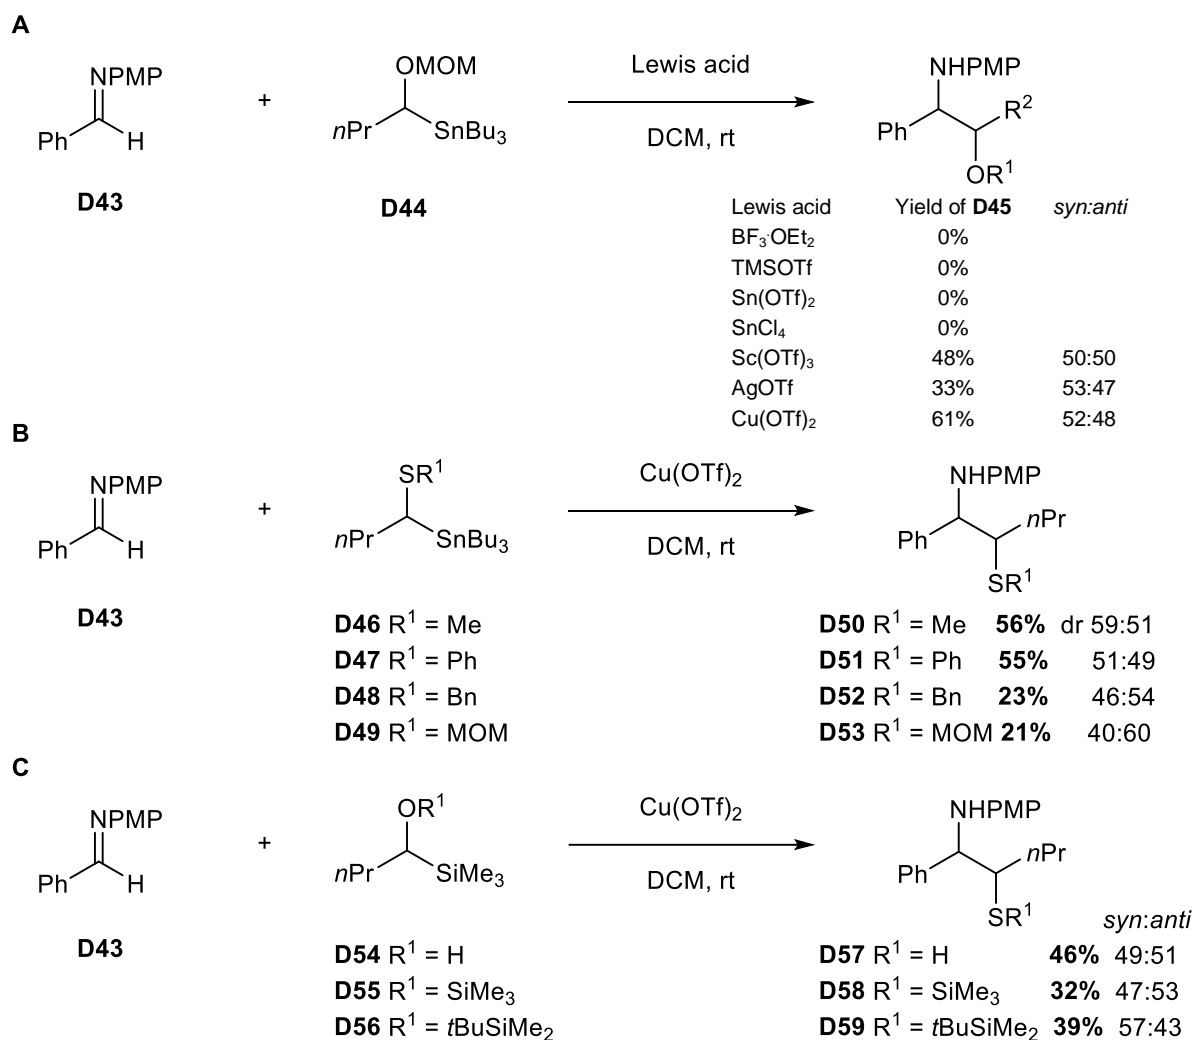 A
NPMP
Ph
H
D43
+
OMOM
nPr
SnBu3
D44
Lewis acid
DCM, rt
NHPMP
Ph
R2
OR1
Lewis acid Yield of D45 syn:anti
BF3·OEt2 0%
TMSOTf 0%
Sn(OTf)2 0%
SnCl4 0%
Sc(OTf)3 48% 50:50
AgOTf 33% 53:47
Cu(OTf)2 61% 52:48
B
NPMP
Ph
H
D43
+
SR1
nPr
SnBu3
Cu(OTf)2
DCM, rt
NHPMP
Ph
nPr
SR1
D46 R1 = Me
D47 R1 = Ph
D48 R1 = Bn
D49 R1 = MOM
D50 R1 = Me 56% dr 59:51
D51 R1 = Ph 55% 51:49
D52 R1 = Bn 23% 46:54
D53 R1 = MOM 21% 40:60
C
NPMP
Ph
H
D43
+
OR1
nPr
SiMe3
Cu(OTf)2
DCM, rt
NHPMP
Ph
nPr
SR1
D54 R1 = H
D55 R1 = SiMe3
D56 R1 = tBuSiMe2
syn:anti
D57 R1 = H 46% 49:51
D58 R1 = SiMe3 32% 47:53
D59 R1 = tBuSiMe2 39% 57:43